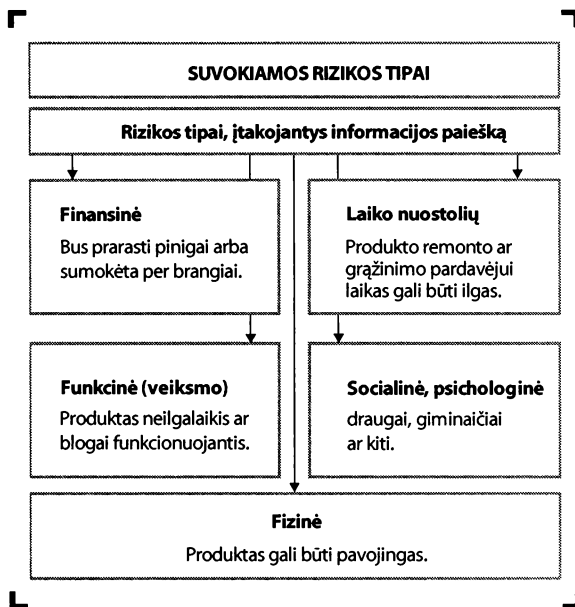 SUVOKIAMOS RIZIKOS TIPAI
Rizikos tipai, įtakojantys informacijos paiešką
Finansinė
Bus prarasti pinigai arba
sumokėta per brangiai.
Laiko nuostolių
Produkto remonto ar
grąžinimo pardavėjui
laikas gali būti ilgas.
Funkcinė (veiksmo)
Produktas neilgalaikis ar
blogai funkcionuojantis.
Socialinė, psichologinė
draugai, giminaičiai
ar kiti.
Fizinė
Produktas gali būti pavojingas.